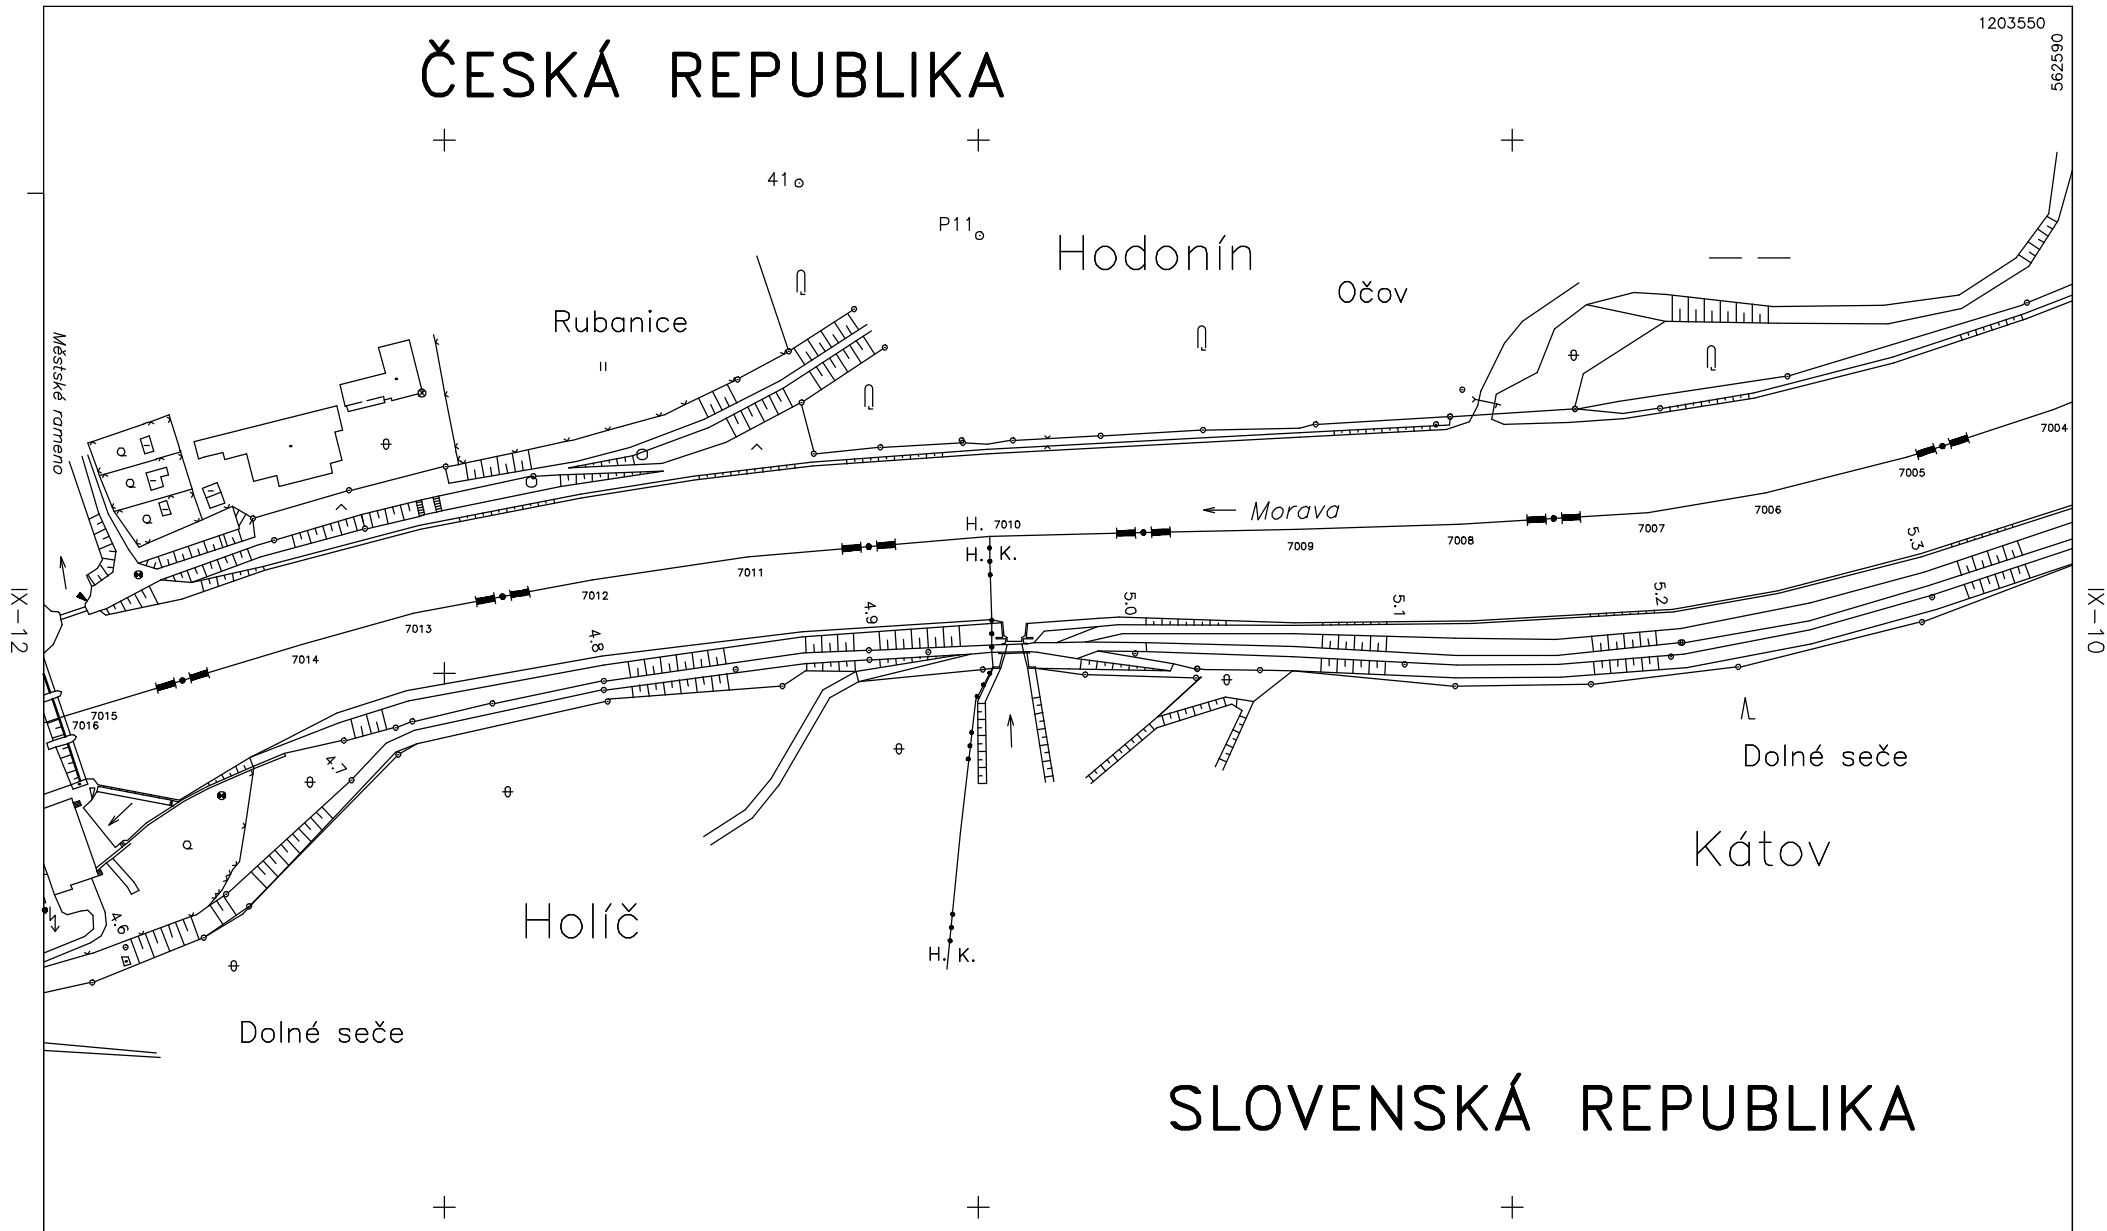 1203550
562590
ČESKÁ REPUBLIKA
41
P11
Hodonín
Očov
Rubanice
Městské rameno
7004
7005
7006
Morava
H. 7010
H. K.
7007
7008
7009
7011
7012
7013
7014
7015
7016
5.3
5.2
5.1
5.0
4.9
4.8
4.7
4.6
IX-12
IX-10
Dolné seče
Kátov
Holíč
H. K.
Dolné seče
SLOVENSKÁ REPUBLIKA